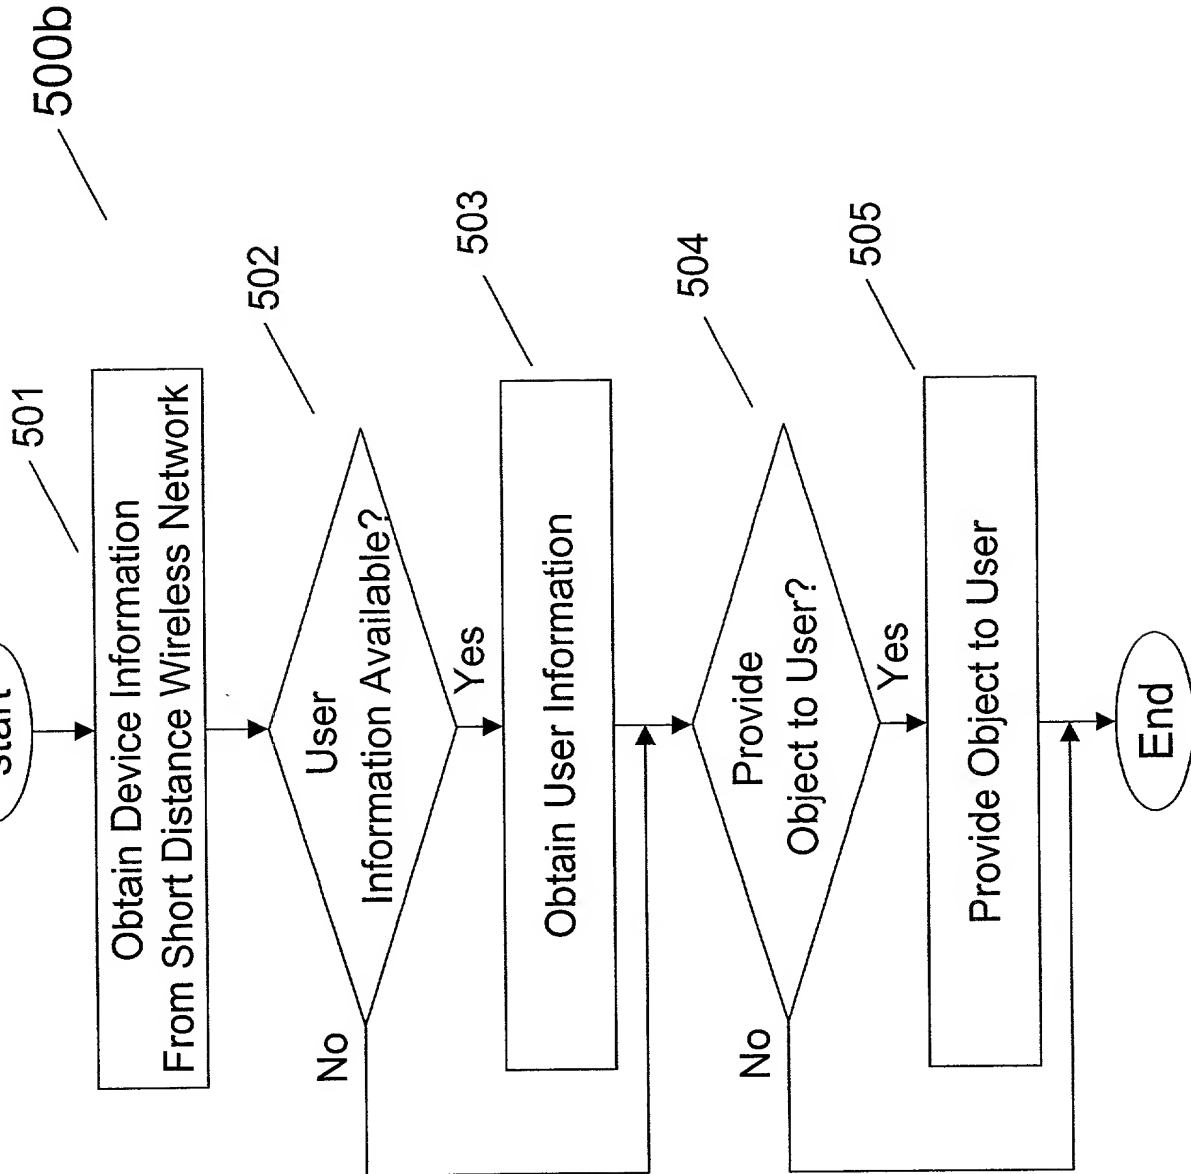 500b
Start
501
Obtain Device Information
From Short Distance Wireless Network
502
User
Information Available?
No
Yes
503
Obtain User Information
504
Provide
Object to User?
No
Yes
505
Provide Object to User
End